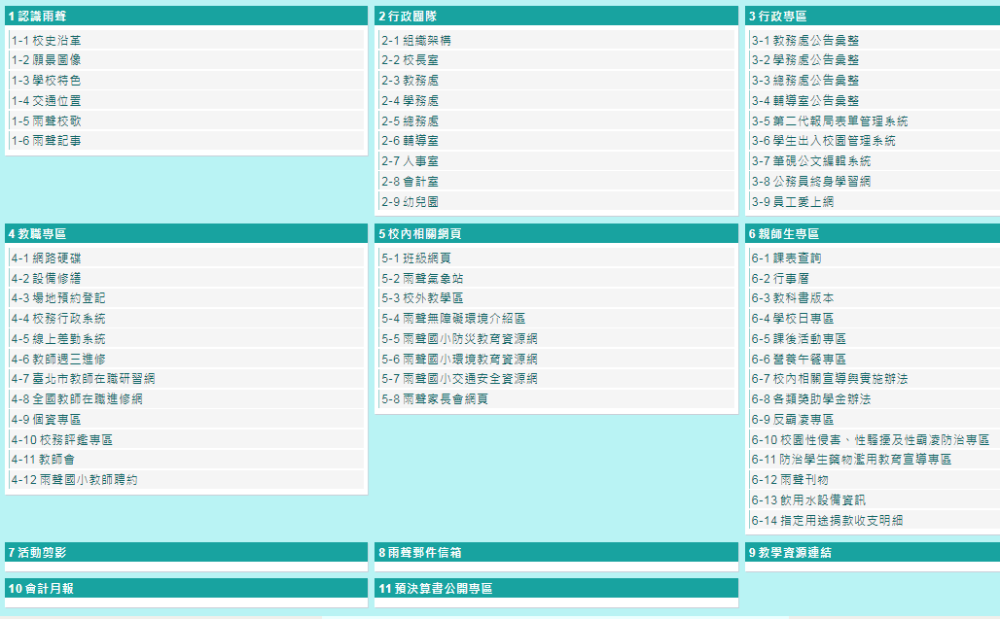 1 認識雨聲
1-1 校史沿革
1-2 願景圖像
1-3 學校特色
1-4 交通位置
1-5 雨聲校歌
1-6 雨聲記事
2 行政團隊
2-1 組織架構
2-2 校長室
2-3 教務處
2-4 學務處
2-5 總務處
2-6 輔導室
2-7 人事室
2-8 會計室
2-9 幼兒園
3 行政專區
3-1 教務處公告彙整
3-2 學務處公告彙整
3-3 總務處公告彙整
3-4 輔導室公告彙整
3-5 第二代報局表單管理系統
3-6 學生出入校園管理系統
3-7 筆硯公文編輯系統
3-8 公務員終身學習網
3-9 員工愛上網
4 教職專區
4-1 網路硬碟
4-2 設備修繕
4-3 場地預約登記
4-4 校務行政系統
4-5 線上差勤系統
4-6 教師週三進修
4-7 臺北市教師在職研習網
4-8 全國教師在職進修網
4-9 個資專區
4-10 校務評鑑專區
4-11 教師會
4-12 雨聲國小教師聘約
5 校內相關網頁
5-1 班級網頁
5-2 雨聲氣象站
5-3 校外教學區
5-4 雨聲無障礙環境介紹區
5-5 雨聲國小防災教育資源網
5-6 雨聲國小環境教育資源網
5-7 雨聲國小交通安全資源網
5-8 雨聲家長會網頁
6 親師生專區
6-1 課表查詢
6-2 行事曆
6-3 教科書版本
6-4 學校日專區
6-5 課後活動專區
6-6 營養午餐專區
6-7 校內相關宣導與實施辦法
6-8 各類獎助學金辦法
6-9 反霸凌專區
6-10 校園性侵害、性騷擾及性霸凌防治專區
6-11 防治學生藥物濫用教育宣導專區
6-12 雨聲刊物
6-13 飲用水設備資訊
6-14 指定用途捐款收支明細
7 活動剪影
8 雨聲郵件信箱
9 教學資源連結
10 會計月報
11 預決算書公開專區